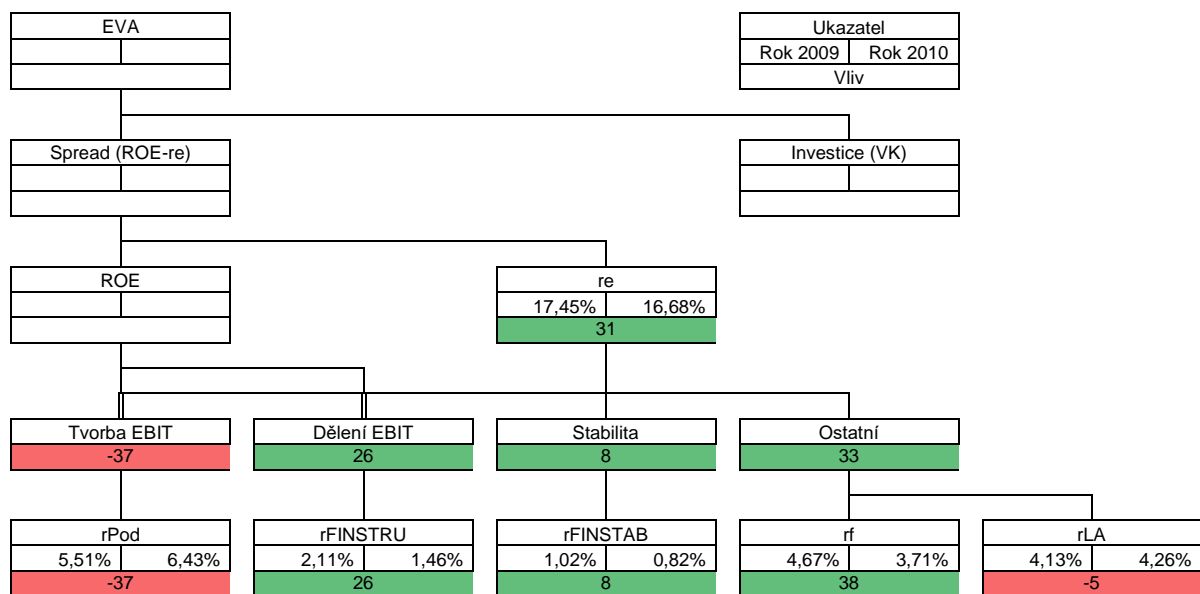 EVA
Ukazatel
Rok 2009 Rok 2010
Vliv
Spread (ROE-re)
Investice (VK)
ROE
re
17,45% 16,68%
31
Tvorba EBIT
Dělení EBIT
Stabilita
Ostatní
-37
26
8
33
rPod
rFINSTRU
rFINSTAB
rf
rLA
5,51% 6,43%
2,11% 1,46%
1,02% 0,82%
4,67% 3,71%
4,13% 4,26%
-37
26
8
38
-5